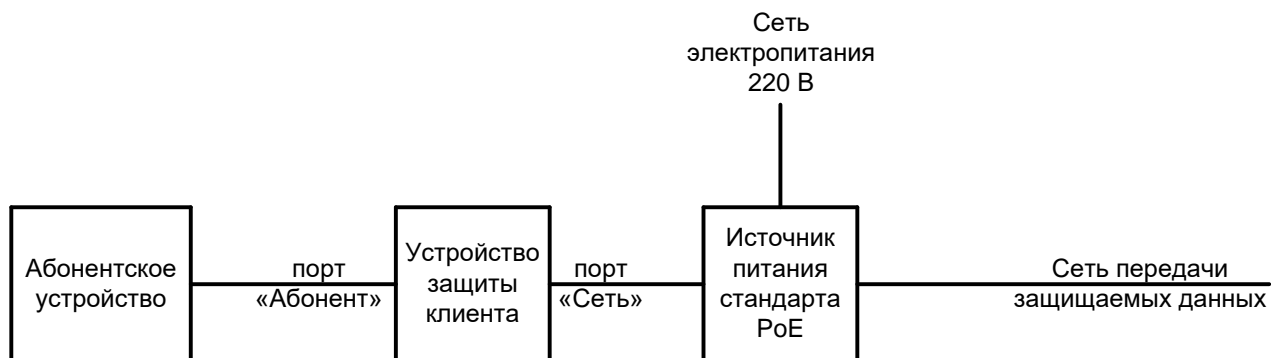 Сеть
электропитания
220 В
Абонентское
устройство
порт
«Абонент»
Устройство
защиты
клиента
порт
«Сеть»
Источник
питания
стандарта
PoE
Сеть передачи
защищаемых данных